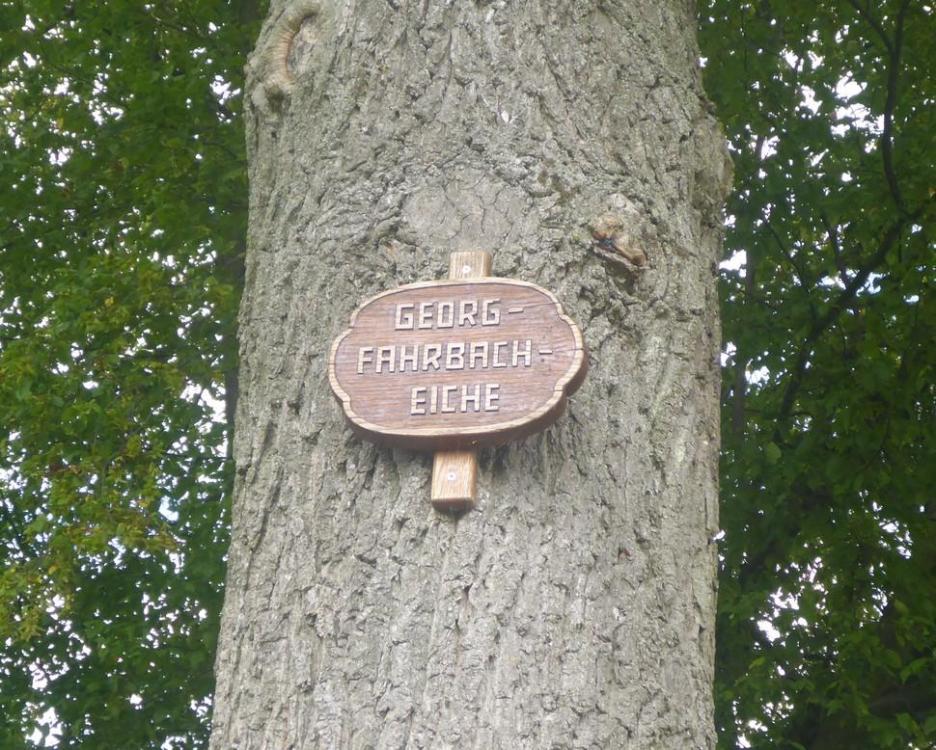 GEORG-
FAHRBACH-
EICHE